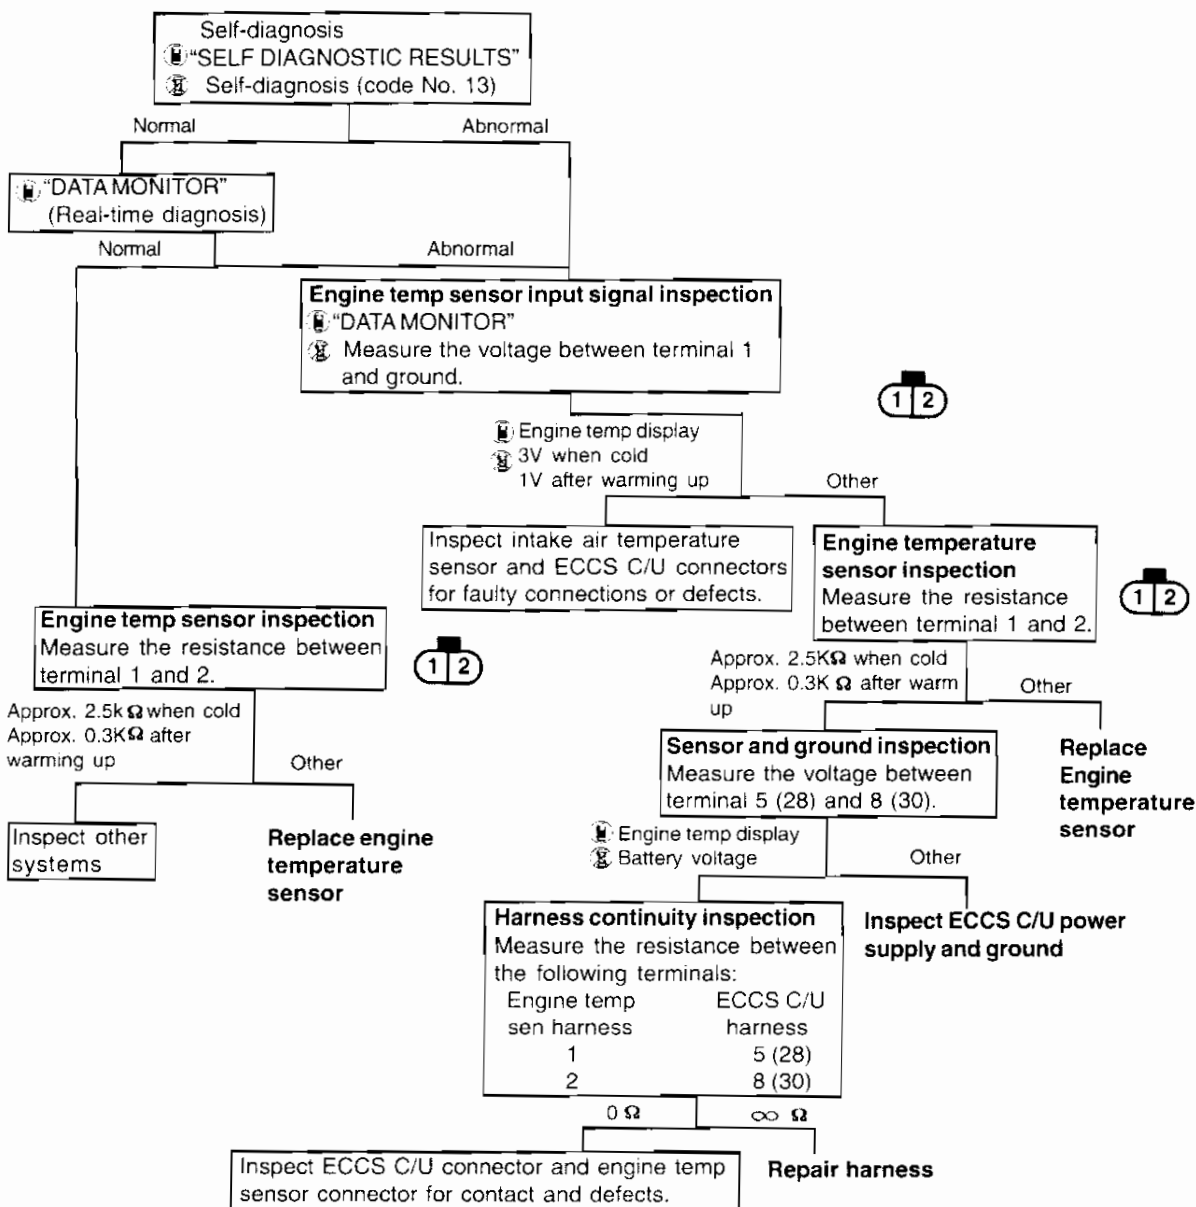 Self-diagnosis
"SELF DIAGNOSTIC RESULTS"
Self-diagnosis (code No. 13)
Normal
Abnormal
"DATA MONITOR"
(Real-time diagnosis)
Normal
Abnormal
Engine temp sensor input signal inspection
"DATA MONITOR"
Measure the voltage between terminal 1
and ground.
1 2
Engine temp display
3V when cold
1V after warming up
Other
Inspect intake air temperature
sensor and ECCS C/U connectors
for faulty connections or defects.
Engine temperature
sensor inspection
Measure the resistance
between terminal 1 and 2.
1 2
Engine temp sensor inspection
Measure the resistance between
terminal 1 and 2.
1 2
Approx. 2.5KΩ when cold
Approx. 0.3K Ω after warm
up
Other
Approx. 2.5k Ω when cold
Approx. 0.3KΩ after
warming up
Other
Sensor and ground inspection
Measure the voltage between
terminal 5 (28) and 8 (30).
Replace
Engine
temperature
sensor
Inspect other
systems
Replace engine
temperature
sensor
Engine temp display
Battery voltage
Other
Harness continuity inspection
Measure the resistance between
the following terminals:
Engine temp ECCS C/U
sen harness harness
1 5 (28)
2 8 (30)
Inspect ECCS C/U power
supply and ground
0 Ω
∞ Ω
Inspect ECCS C/U connector and engine temp
sensor connector for contact and defects.
Repair harness